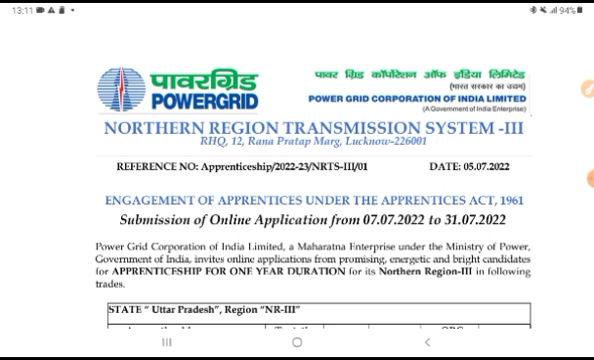 13:11
94%
पावरग्रिड
POWERGRID
पावर ग्रिड कॉर्पोरेशन ऑफ इंडिया लिमिटेड
(भारत सरकार का उद्यम)
POWER GRID CORPORATION OF INDIA LIMITED
(A Government of India Enterprise)
NORTHERN REGION TRANSMISSION SYSTEM -III
RHQ, 12, Rana Pratap Marg, Lucknow-226001
REFERENCE NO: Apprenticeship/2022-23/NRTS-III/01 DATE: 05.07.2022
ENGAGEMENT OF APPRENTICES UNDER THE APPRENTICES ACT, 1961
Submission of Online Application from 07.07.2022 to 31.07.2022
Power Grid Corporation of India Limited, a Maharatna Enterprise under the Ministry of Power,
Government of India, invites online applications from promising, energetic and bright candidates
for APPRENTICESHIP FOR ONE YEAR DURATION for its Northern Region-III in following
trades.
STATE “ Uttar Pradesh”, Region “NR-III”